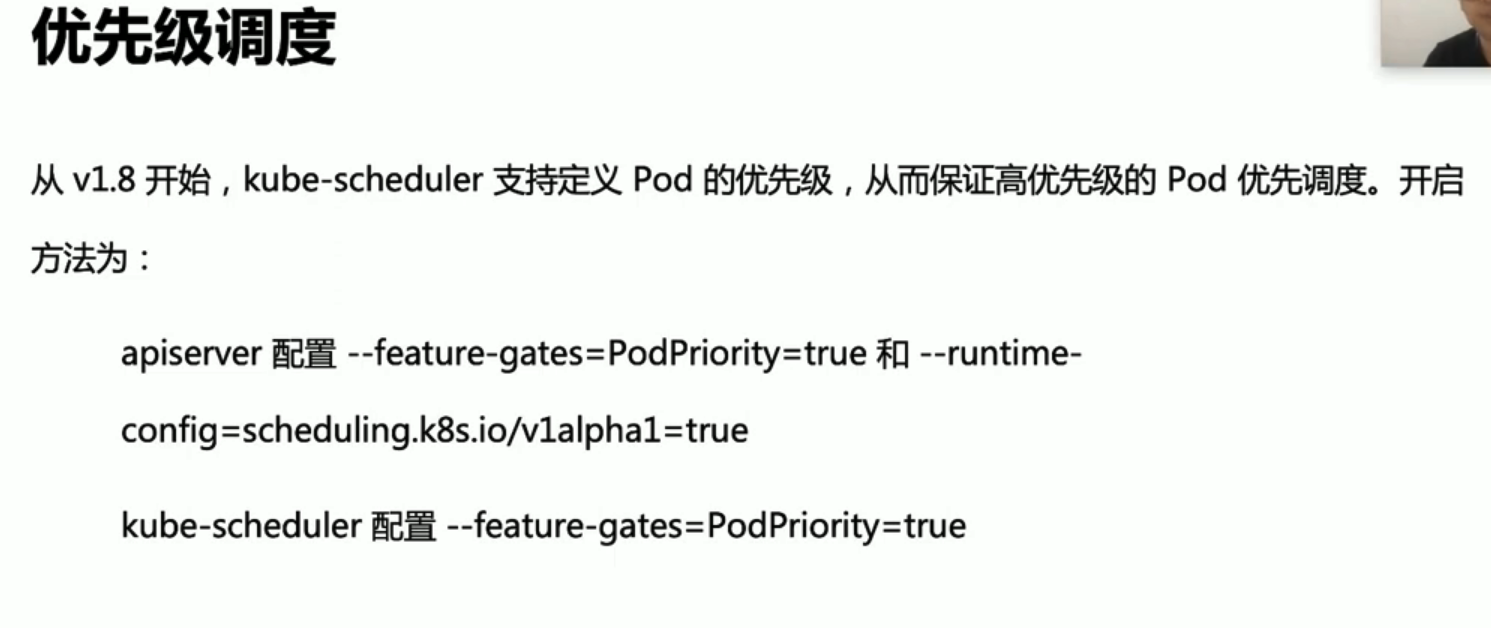 优先级调度
从 v1.8 开始，kube-scheduler 支持定义 Pod 的优先级，从而保证高优先级的 Pod 优先调度。开启
方法为：
apiserver 配置 --feature-gates=PodPriority=true 和 --runtime-
config=scheduling.k8s.io/v1alpha1=true
kube-scheduler 配置 --feature-gates=PodPriority=true